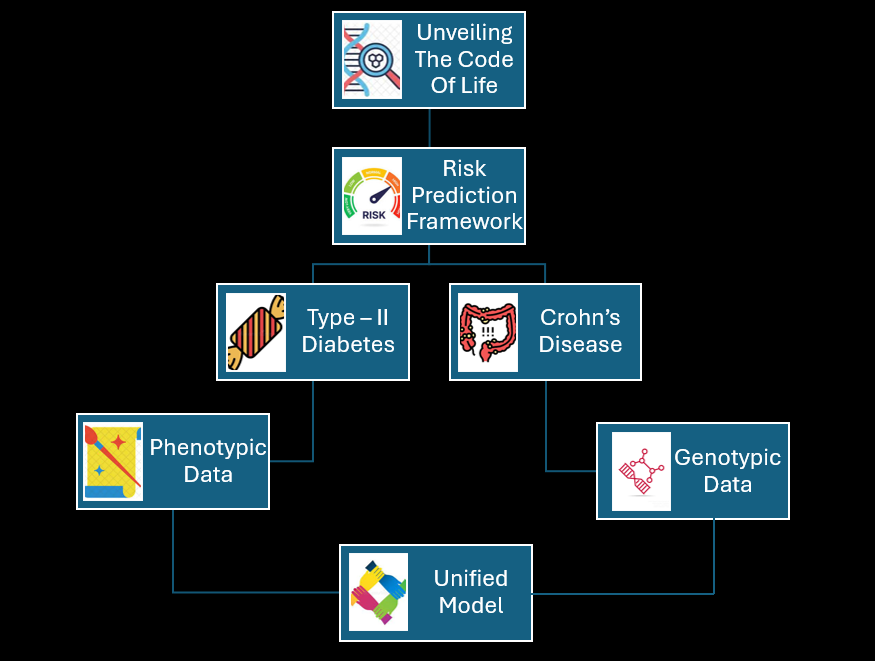 Unveiling
The Code
Of Life
RISK
Risk
Prediction
Framework
Type – II
Diabetes
Crohn’s
Disease
Phenotypic
Data
Genotypic
Data
Unified
Model